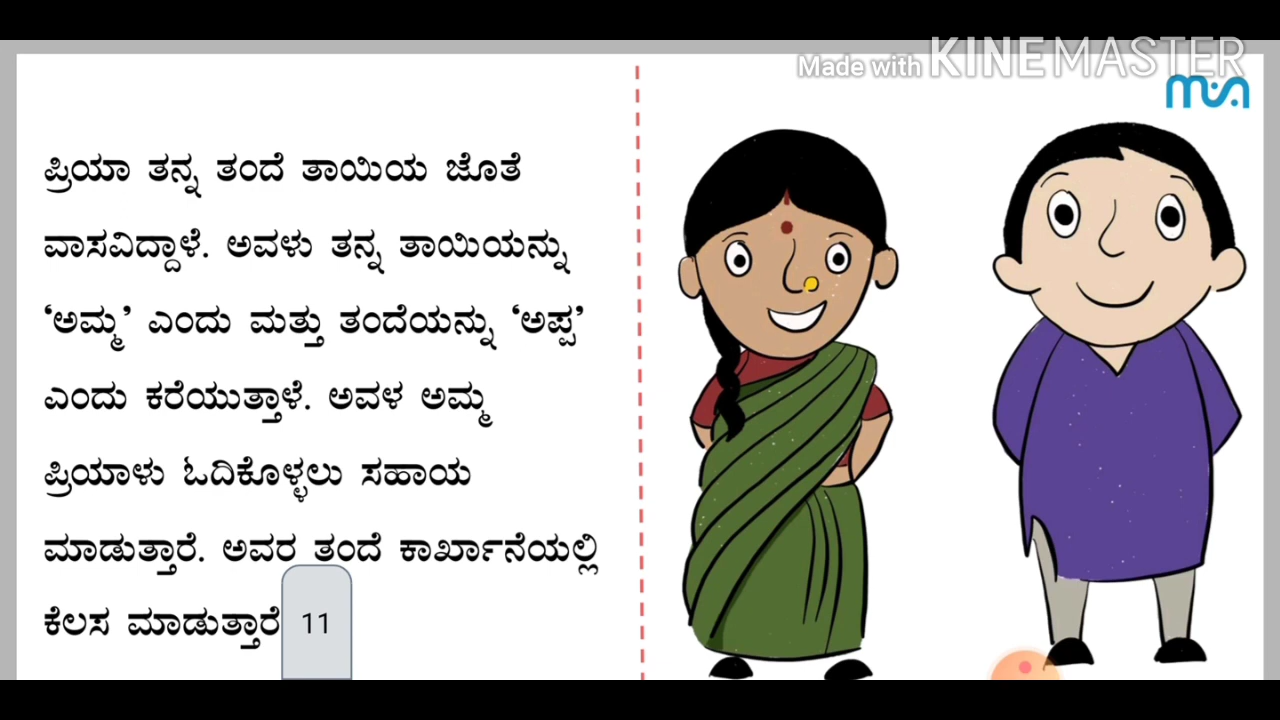 Made with KINEMASTER
ಪ್ರಿಯಾ ತನ್ನ ತಂದೆ ತಾಯಿಯ ಜೊತೆ
ವಾಸವಿದ್ದಾಳೆ. ಅವಳು ತನ್ನ ತಾಯಿಯನ್ನು
‘ಅಮ್ಮ’ ಎಂದು ಮತ್ತು ತಂದೆಯನ್ನು ‘ಅಪ್ಪ’
ಎಂದು ಕರೆಯುತ್ತಾಳೆ. ಅವಳ ಅಮ್ಮ
ಪ್ರಿಯಾಳು ಓದಿಕೊಳ್ಳಲು ಸಹಾಯ
ಮಾಡುತ್ತಾರೆ. ಅವರ ತಂದೆ ಕಾರ್ಖಾನೆಯಲ್ಲಿ
ಕೆಲಸ ಮಾಡುತ್ತಾರೆ
11